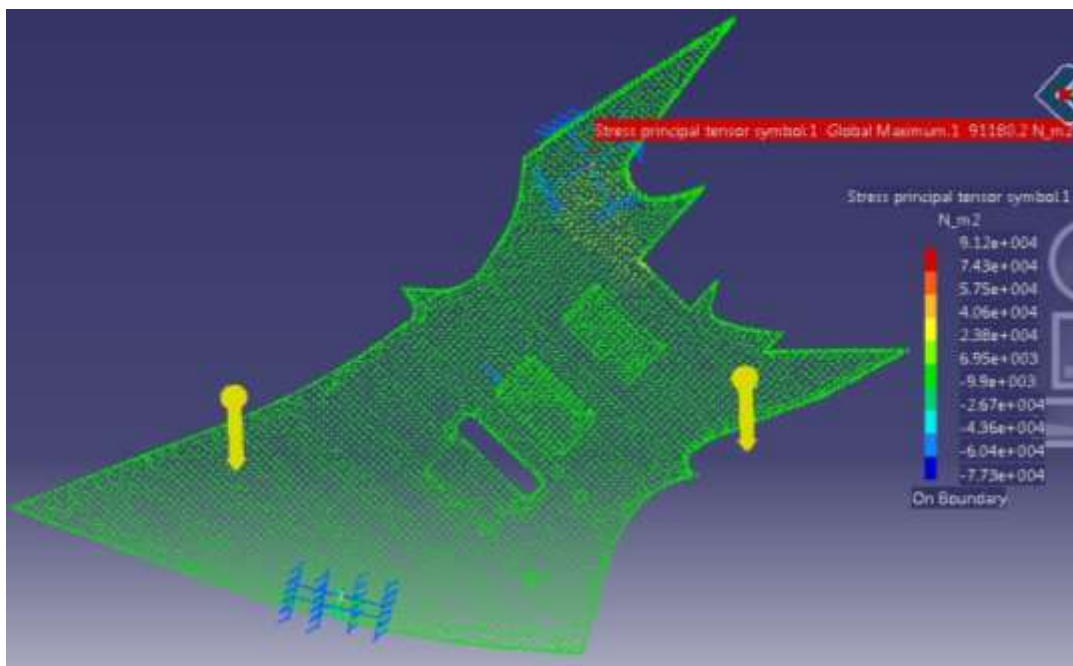 Stress principal tensor symbol.1 Global Maximum.1 91180.2 N_m2
Stress principal tensor symbol.1
N_m2
9.12e+004
7.43e+004
5.75e+004
4.06e+004
2.38e+004
6.95e+003
-9.9e+003
-2.67e+004
-4.36e+004
-6.04e+004
-7.73e+004
On Boundary